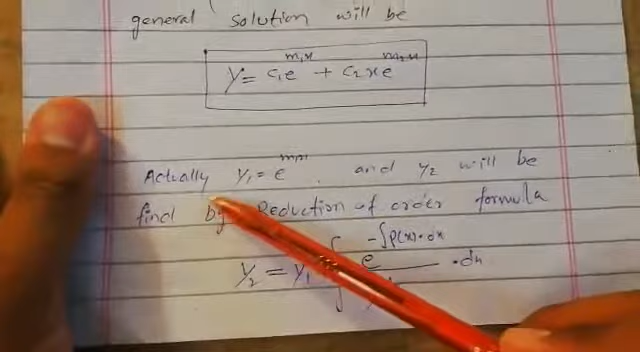 general solution will be
y = c₁e^{m₁x} + c₂xe^{m₂x}
Actually y₁ = e^{m₁x} and y₂ will be
find by Reduction of order formula
y₂ = y₁ ∫ e^{-∫P(x)·dx} ·dx